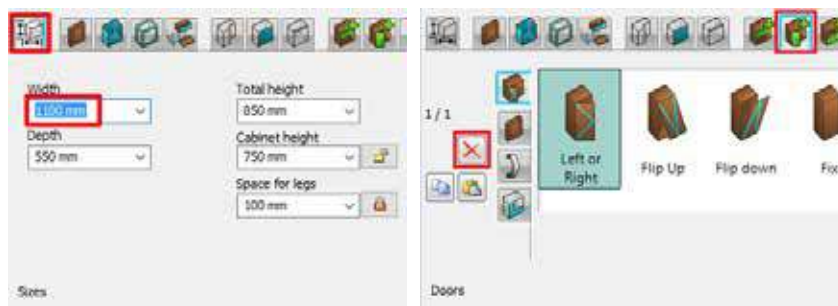 Width
1100 mm
Depth
550 mm
Total height
850 mm
Cabinet height
750 mm
Space for legs
100 mm
Sizes
1 / 1
Left or
Right
Flip Up
Flip down
Fix
Doors